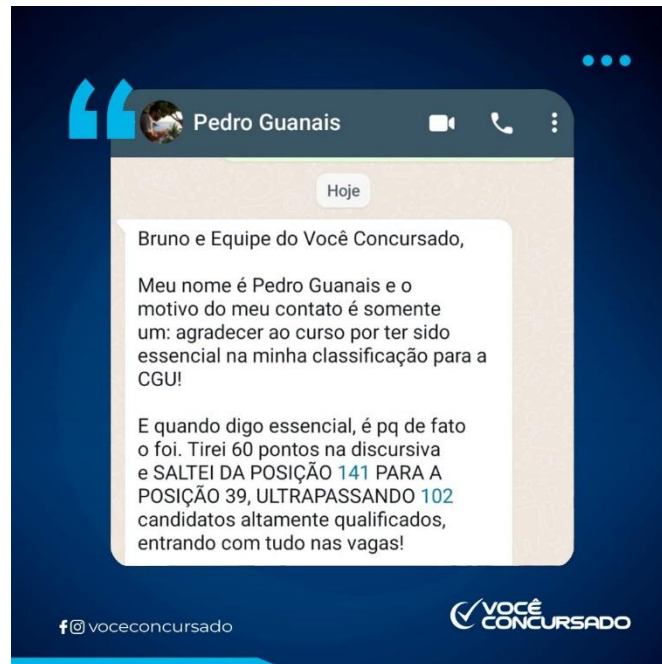 Pedro Guanais
Hoje
Bruno e Equipe do Você Concursado,
Meu nome é Pedro Guanais e o
motivo do meu contato é somente
um: agradecer ao curso por ter sido
essencial na minha classificação para a
CGU!
E quando digo essencial, é pq de fato
o foi. Tirei 60 pontos na discursiva
e SALTEI DA POSIÇÃO 141 PARA A
POSIÇÃO 39, ULTRAPASSANDO 102
candidatos altamente qualificados,
entrando com tudo nas vagas!
voceconcursado
VOCÊ
CONCURSADO